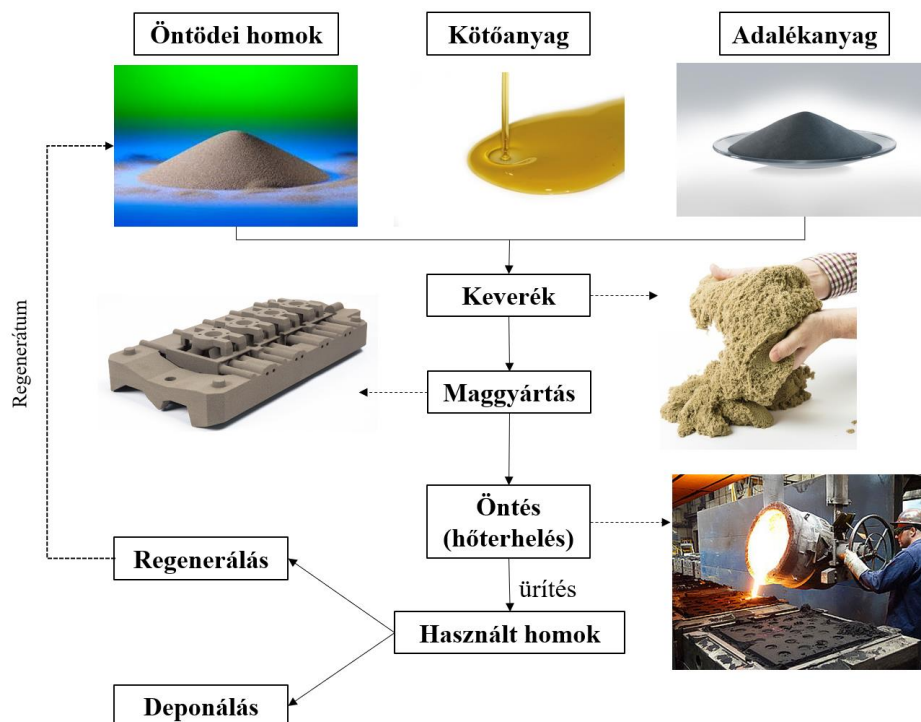 Öntödei homok
Kötőanyag
Adalékanyag
Keverék
Regenerátum
Maggyártás
Öntés
(hőterhelés)
Regenerálás
ürítés
Használt homok
Deponálás